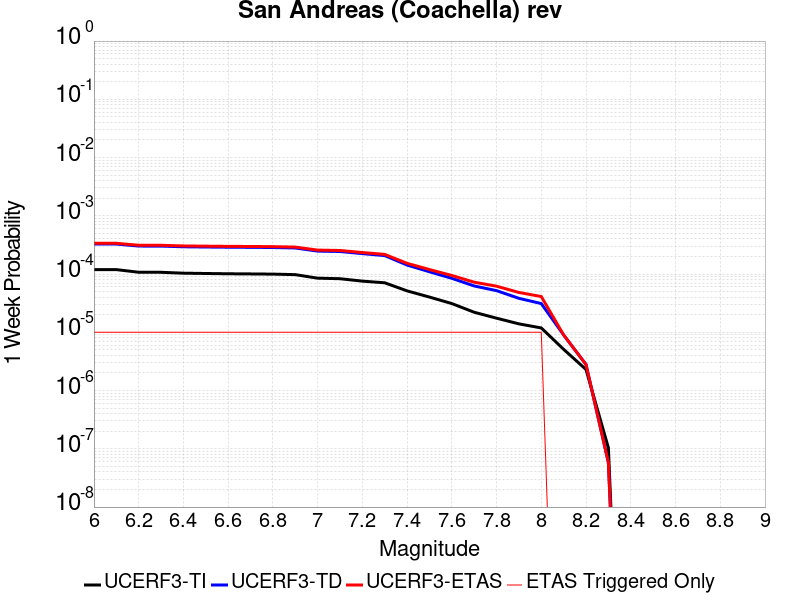 San Andreas (Coachella) rev
1 Week Probability
10^0
10^-1
10^-2
10^-3
10^-4
10^-5
10^-6
10^-7
10^-8
6 6.2 6.4 6.6 6.8 7 7.2 7.4 7.6 7.8 8 8.2 8.4 8.6 8.8 9
Magnitude
UCERF3-TI UCERF3-TD UCERF3-ETAS ETAS Triggered Only